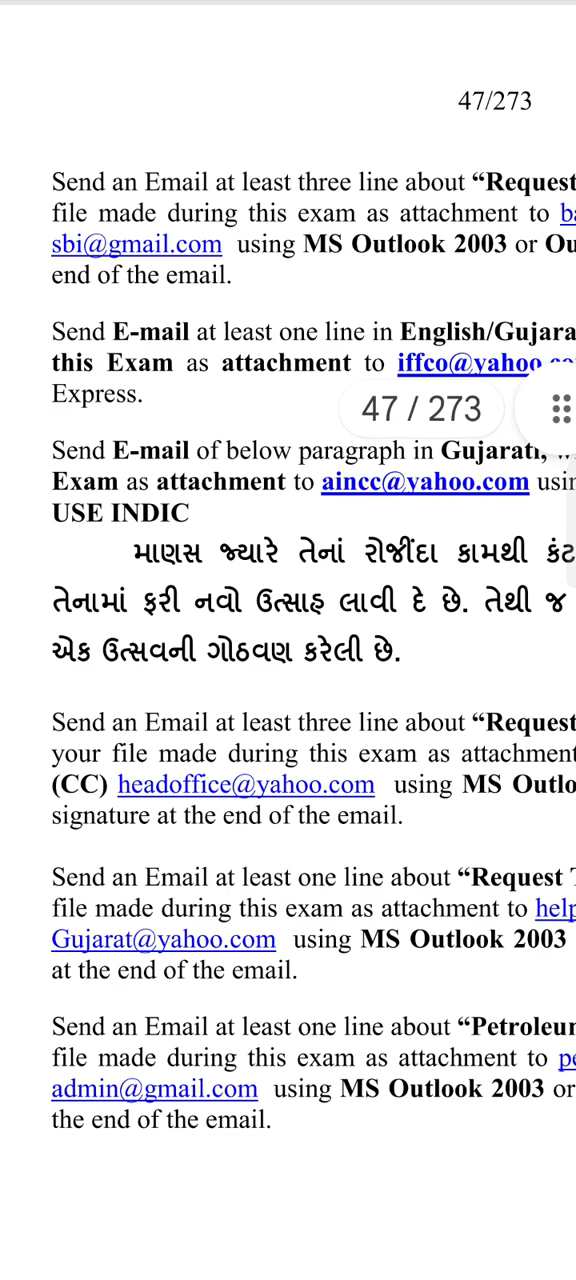 47/273
Send an Email at least three line about “Request
file made during this exam as attachment to
sbi@gmail.com using MS Outlook 2003 or
end of the email.
Send E-mail at least one line in English/Gujara
this Exam as attachment to
Express.
47 / 273
Send E-mail of below paragraph in Gujarati,
Exam as attachment to aincc@yahoo.com
USE INDIC
માણસ જ્યારે તેનાં રોજીંદા કામથી કંટ
તેનામાં ફરી નવો ઉત્સાહ લાવી દે છે. તેથી જ
એક ઉત્સવની ગોઠવણ કરેલી છે.
Send an Email at least three line about “Request
your file made during this exam as attachment
(CC) headoffice@yahoo.com using MS Outlo
signature at the end of the email.
Send an Email at least one line about “Request
file made during this exam as attachment to help
Gujarat@yahoo.com using MS Outlook 2003
at the end of the email.
Send an Email at least one line about “Petroleu
file made during this exam as attachment to pe
admin@gmail.com using MS Outlook 2003 or
the end of the email.